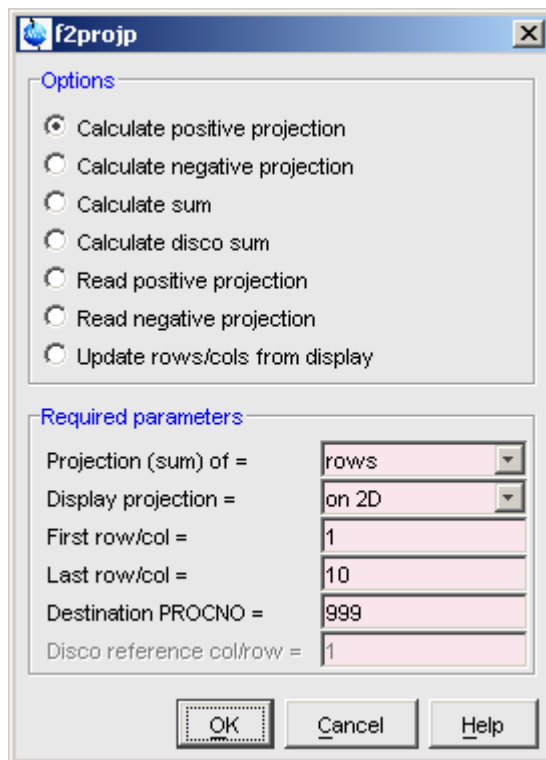 f2projp
Options
Calculate positive projection
Calculate negative projection
Calculate sum
Calculate disco sum
Read positive projection
Read negative projection
Update rows/cols from display
Required parameters
Projection (sum) of = rows
Display projection = on 2D
First row/col = 1
Last row/col = 10
Destination PROCNO = 999
Disco reference col/row = 1
OK Cancel Help